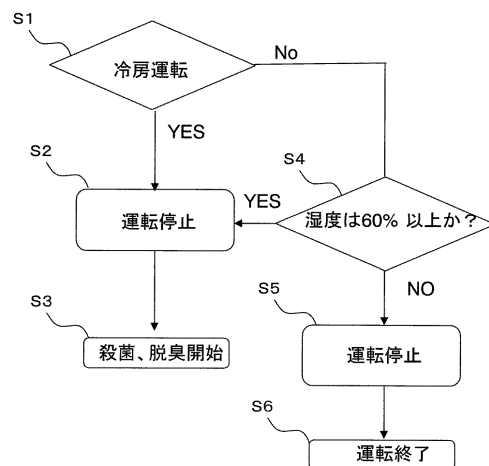 S1
冷房運転
No
YES
S2
運転停止
YES
S4
湿度は60% 以上か？
NO
S3
殺菌、脱臭開始
S5
運転停止
S6
運転終了